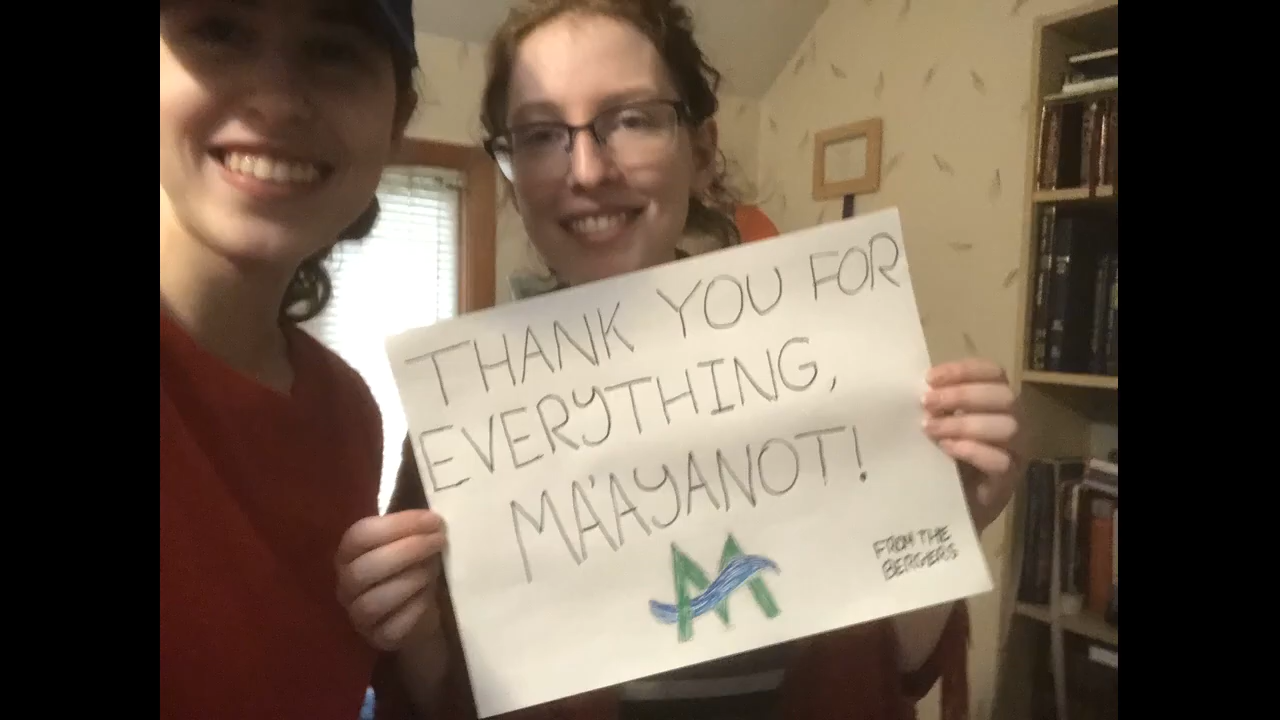 THANK YOU FOR
EVERYTHING,
MA'AYANOT!
M
FROM THE
BERGERS